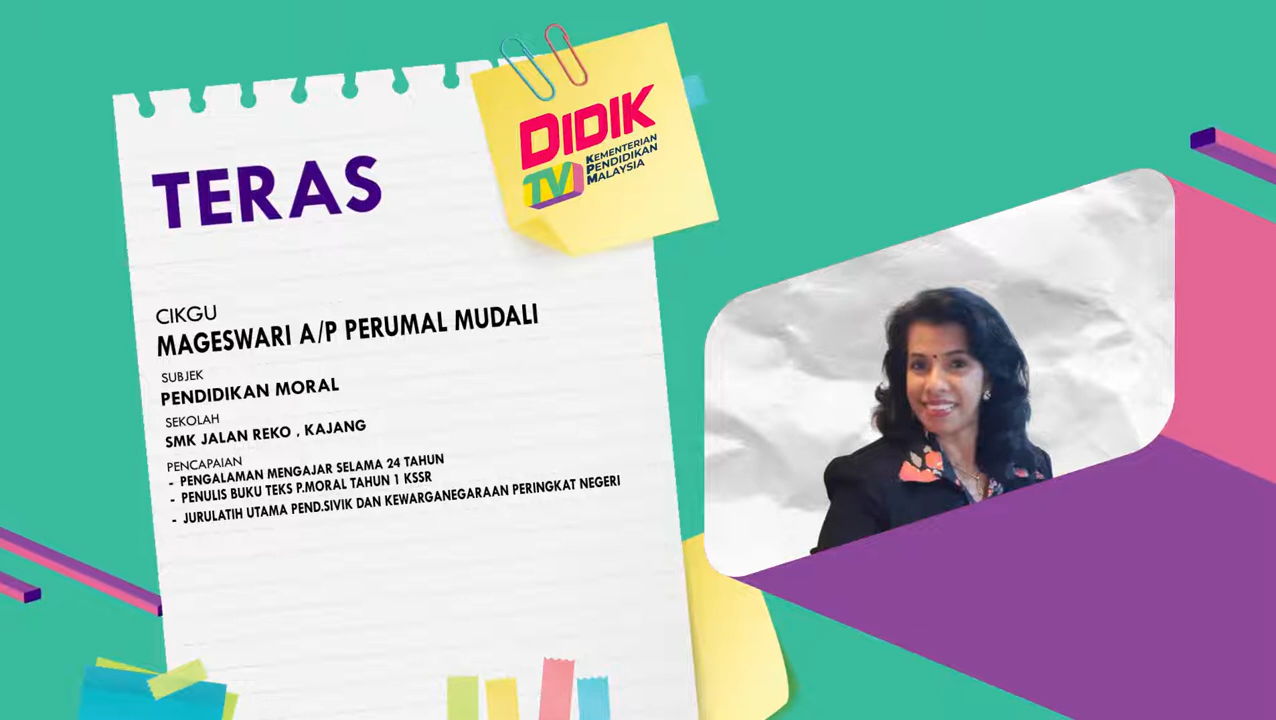 DIDIK
TV
KEMENTERIAN
PENDIDIKAN
MALAYSIA
TERAS
CIKGU
MAGESWARI A/P PERUMAL MUDALI
SUBJEK
PENDIDIKAN MORAL
SEKOLAH
SMK JALAN REKO , KAJANG
PENCAPAIAN
- PENGALAMAN MENGAJAR SELAMA 24 TAHUN
- PENULIS BUKU TEKS P.MORAL TAHUN 1 KSSR
- JURULATIH UTAMA PEND.SIVIK DAN KEWARGANEGARAAN PERINGKAT NEGERI